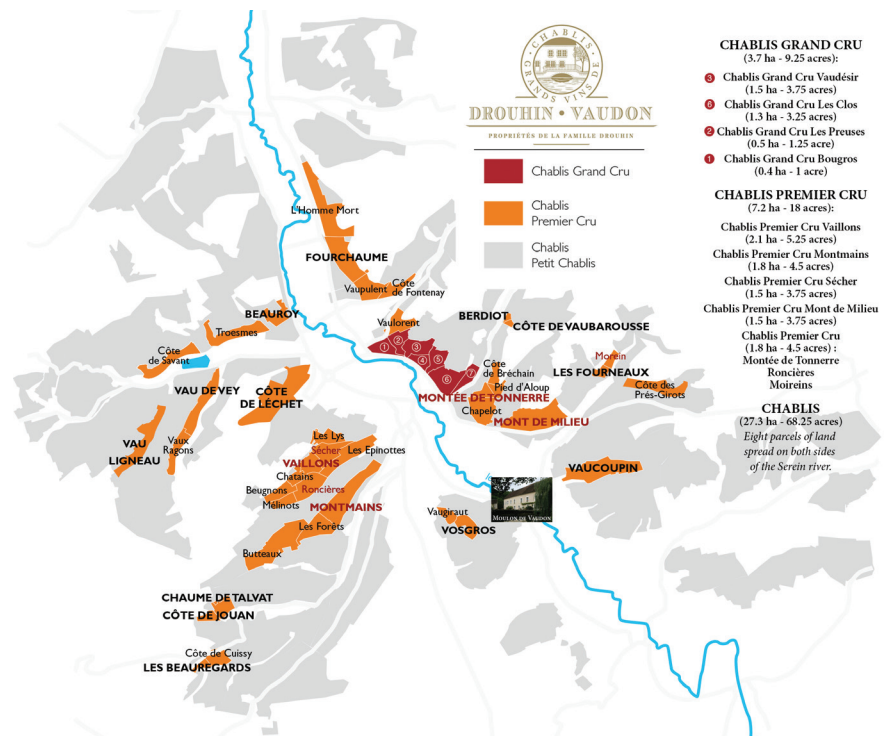 CHABLIS
GRANDS VINS DE
DROUHIN • VAUDON
PROPRIÉTÉS DE LA FAMILLE DROUHIN
Chablis Grand Cru
Chablis
Premier Cru
Chablis
Petit Chablis
CHABLIS GRAND CRU
(3.7 ha - 9.25 acres):
3 Chablis Grand Cru Vaudésir
(1.5 ha - 3.75 acres)
6 Chablis Grand Cru Les Clos
(1.3 ha - 3.25 acres)
2 Chablis Grand Cru Les Preuses
(0.5 ha - 1.25 acre)
1 Chablis Grand Cru Bougros
(0.4 ha - 1 acre)
CHABLIS PREMIER CRU
(7.2 ha - 18 acres):
Chablis Premier Cru Vaillons
(2.1 ha - 5.25 acres)
Chablis Premier Cru Montmains
(1.8 ha - 4.5 acres)
Chablis Premier Cru Sécher
(1.5 ha - 3.75 acres)
Chablis Premier Cru Mont de Milieu
(1.5 ha - 3.75 acres)
Chablis Premier Cru
(1.8 ha - 4.5 acres) :
Montée de Tonnerre
Roncières
Moireins
CHABLIS
(27.3 ha - 68.25 acres)
Eight parcels of land
spread on both sides
of the Serein river.
L'Homme Mort
FOURCHAUME
Vaupulent
Côte
de Fontenay
BEAUROY
Troesmes
Côte
de Savant
Vaulorent
1
2
3
4
5
6
7
BERDIOT
CÔTE DE VAUBAROUSSE
Côte
de Bréchain
Pied d'Aloup
MONTÉE DE TONNERRE
Chapelot
MONT DE MILIEU
Morein
LES FOURNEAUX
Côte des
Prés-Girots
VAU DE VEY
CÔTE
DE LÉCHET
VAU
LIGNEAU
Vaux
Ragons
Les Lys
Sécher
Les Epinottes
VAILLONS
Chatains
Beugnons
Roncières
Mélinots
MONTMAINS
Les Forêts
Butteaux
VAUCOUPIN
MOULIN DE VAUDON
Vaugiraut
VOSGROS
CHAUME DE TALVAT
CÔTE DE JOUAN
Côte de Cuissy
LES BEAUREGARDS